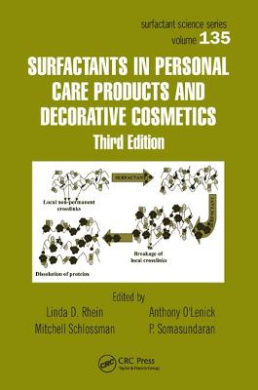 surfactant science series
volume 135
SURFACTANTS IN PERSONAL
CARE PRODUCTS AND
DECORATIVE COSMETICS
Third Edition
Local non-permanent
crosslinks
SURFACTANT
SURFACTANT
Dissolution of proteins
Breakage of
local crosslinks
Edited by
Linda D. Rhein
Anthony O'Lenick
Mitchell Schlossman
P. Somasundaran
CRC Press
Taylor & Francis Group